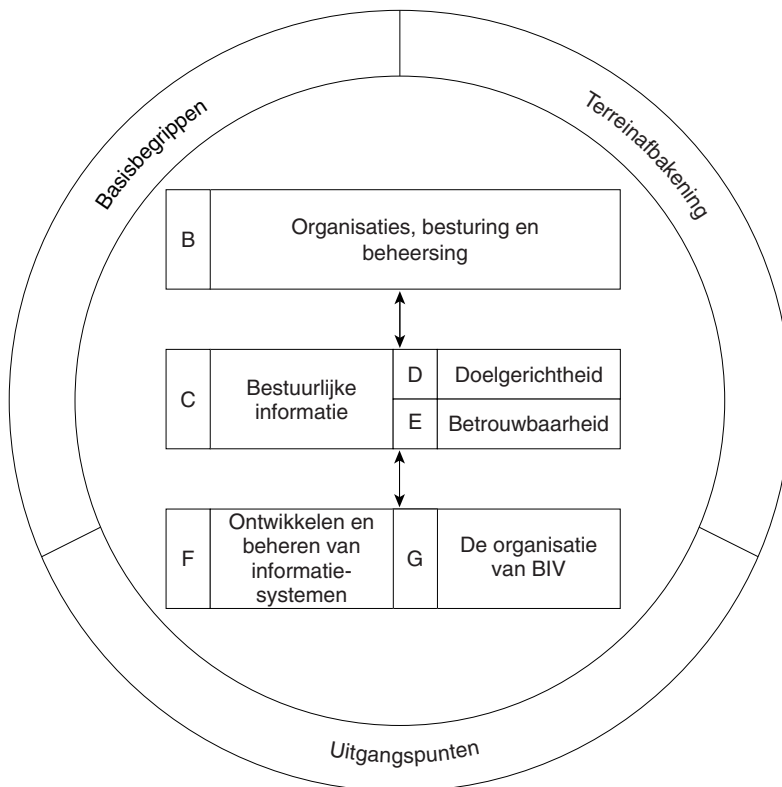 Basisbegrippen
Terreinafbakening
B
Organisaties, besturing en
beheersing
C
Bestuurlijke
informatie
D
Doelgerichtheid
E
Betrouwbaarheid
F
Ontwikkelen en
beheren van
informatie-
systemen
G
De organisatie
van BIV
Uitgangspunten